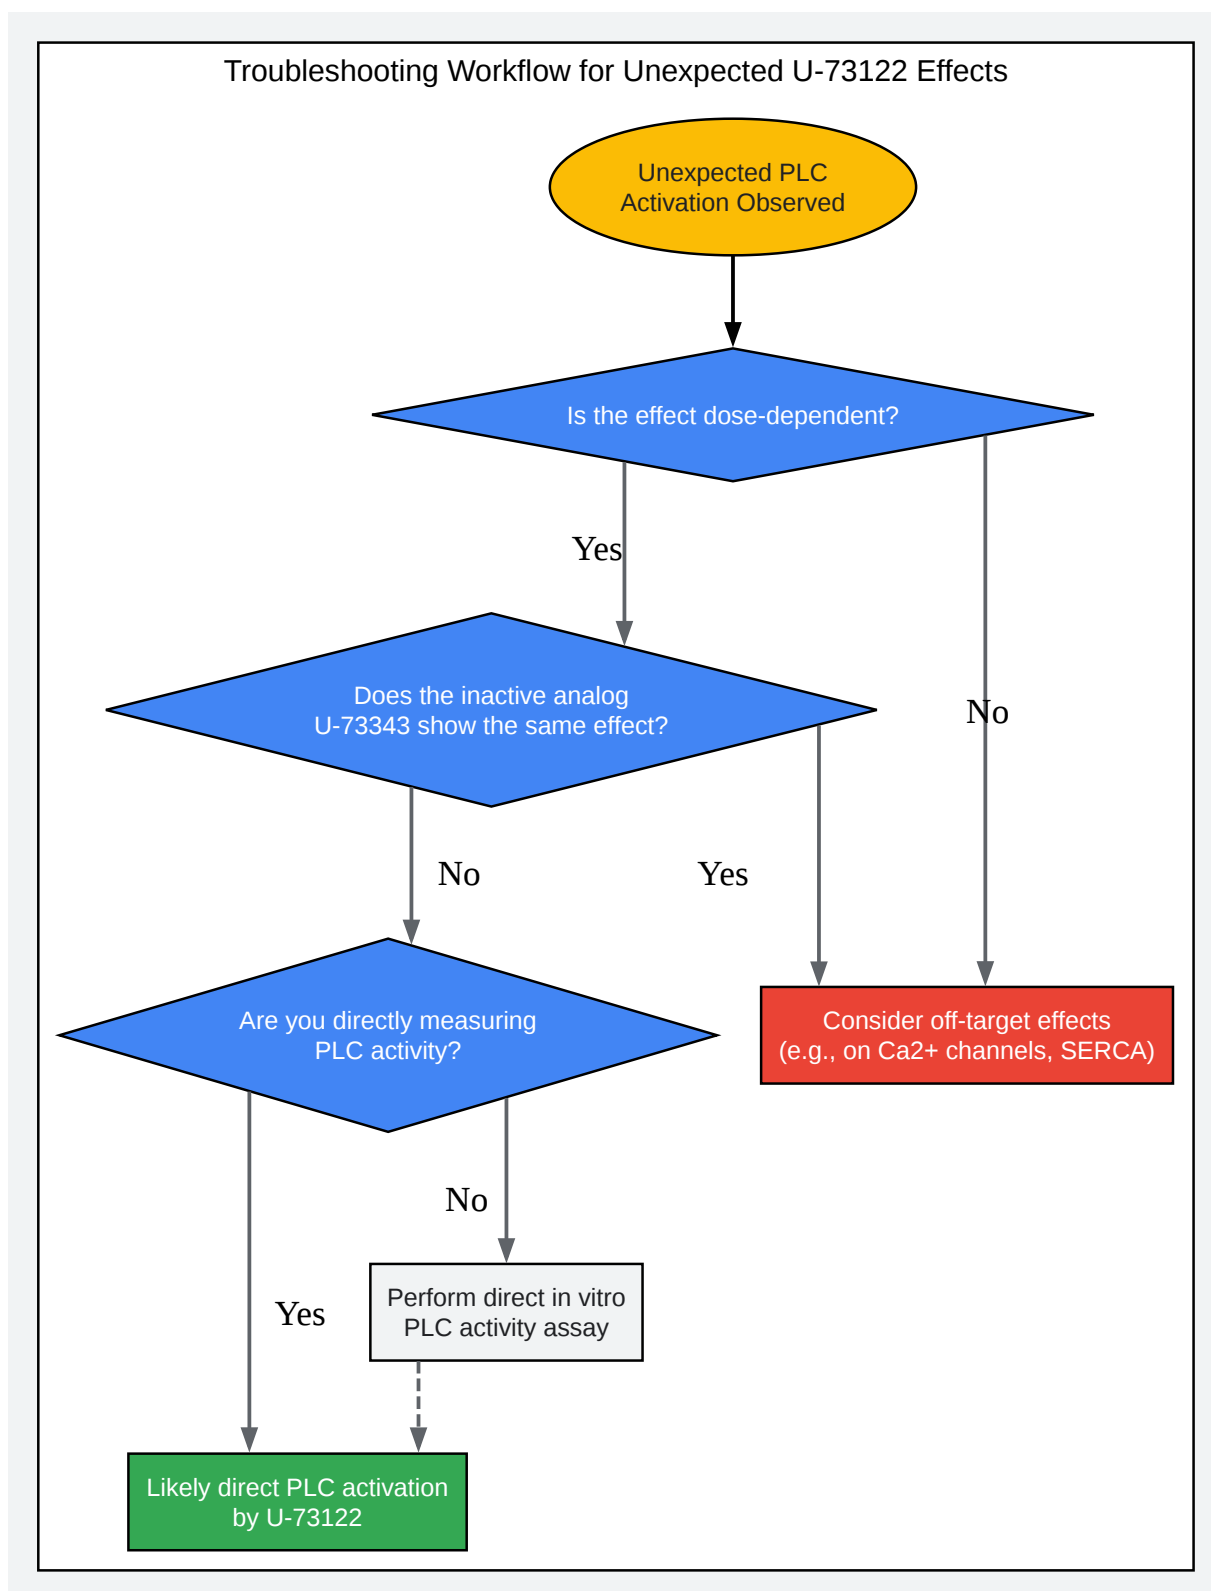 Troubleshooting Workflow for Unexpected U-73122 Effects
Unexpected PLC
Activation Observed
Is the effect dose-dependent?
Yes
Does the inactive analog
U-73343 show the same effect?
No
No
Yes
Are you directly measuring
PLC activity?
Consider off-target effects
(e.g., on Ca2+ channels, SERCA)
No
Yes
Perform direct in vitro
PLC activity assay
Likely direct PLC activation
by U-73122